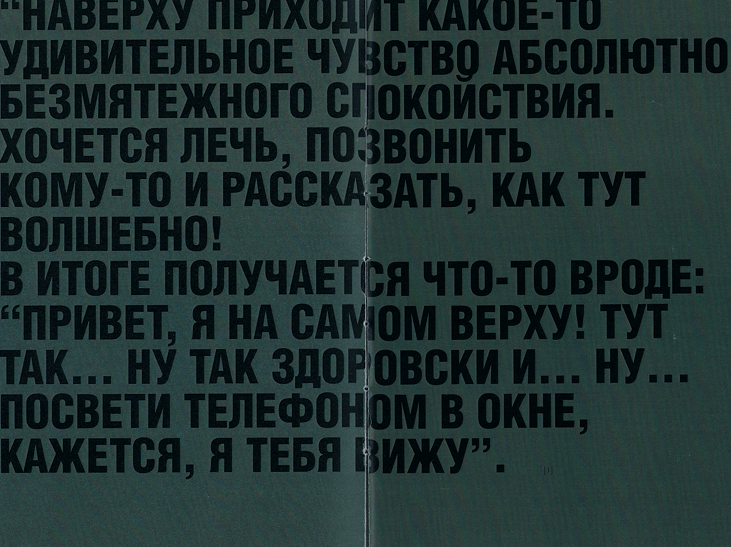 “НАВЕРХУ ПРИХОДИТ КАКОЕ-ТО
УДИВИТЕЛЬНОЕ ЧУВСТВО АБСОЛЮТНО
БЕЗМЯТЕЖНОГО СПОКОЙСТВИЯ.
ХОЧЕТСЯ ЛЕЧЬ, ПОЗВОНИТЬ
КОМУ-ТО И РАССКАЗАТЬ, КАК ТУТ
ВОЛШЕБНО!
В ИТОГЕ ПОЛУЧАЕТСЯ ЧТО-ТО ВРОДЕ:
“ПРИВЕТ, Я НА САМОМ ВЕРХУ! ТУТ
ТАК... НУ ТАК ЗДОРОВСКИ И... НУ...
ПОСВЕТИ ТЕЛЕФОНОМ В ОКНЕ,
КАЖЕТСЯ, Я ТЕБЯ ВИЖУ”.